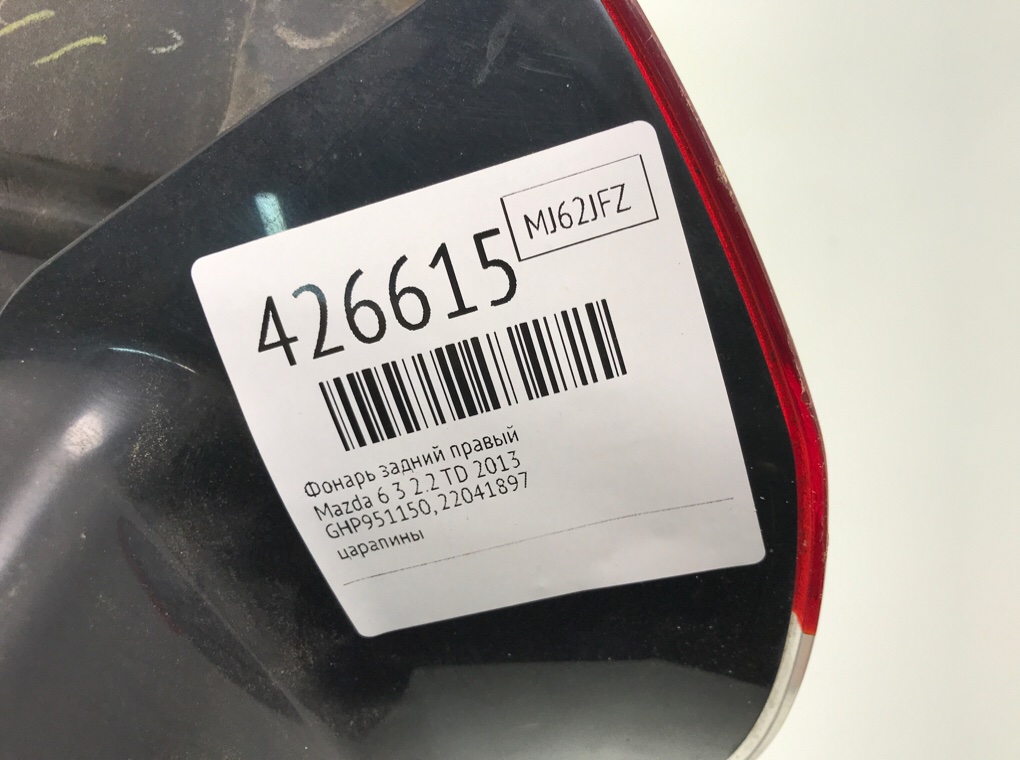 MJ62JFZ
426615
Фонарь задний правый
Mazda 6 3 2.2 TD 2013
GHP951150,22041897
царапины